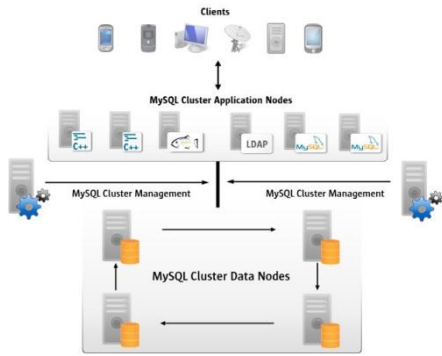 Clients
MySQL Cluster Application Nodes
C++
C++
LDAP
MySQL
MySQL
MySQL Cluster Management
MySQL Cluster Management
MySQL Cluster Data Nodes